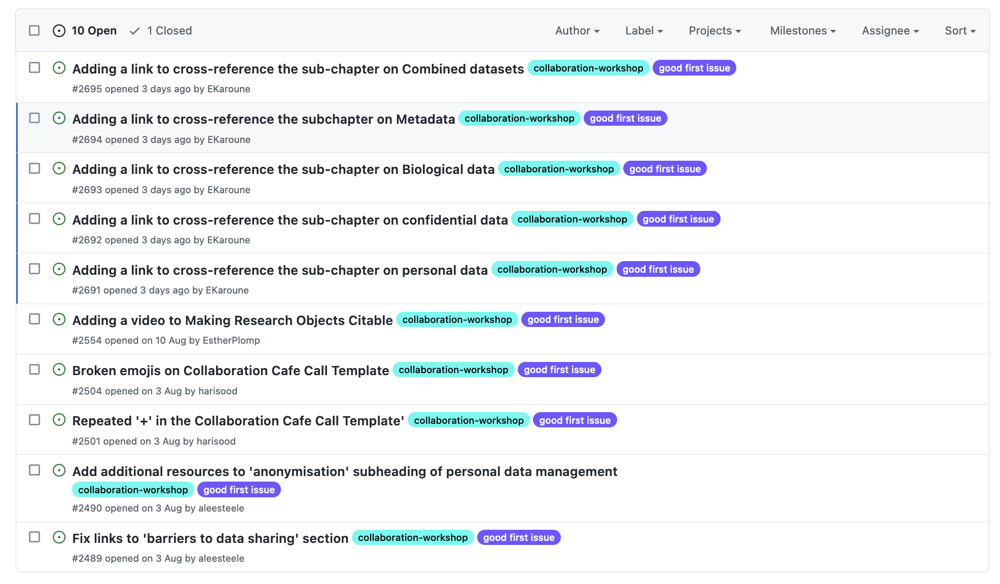 10 Open 1 Closed Author Label Projects Milestones Assignee Sort
Adding a link to cross-reference the sub-chapter on Combined datasets collaboration-workshop good first issue
#2695 opened 3 days ago by EKaroune
Adding a link to cross-reference the subchapter on Metadata collaboration-workshop good first issue
#2694 opened 3 days ago by EKaroune
Adding a link to cross-reference the sub-chapter on Biological data collaboration-workshop good first issue
#2693 opened 3 days ago by EKaroune
Adding a link to cross-reference the sub-chapter on confidential data collaboration-workshop good first issue
#2692 opened 3 days ago by EKaroune
Adding a link to cross-reference the sub-chapter on personal data collaboration-workshop good first issue
#2691 opened 3 days ago by EKaroune
Adding a video to Making Research Objects Citable collaboration-workshop good first issue
#2554 opened on 10 Aug by EstherPlomp
Broken emojis on Collaboration Cafe Call Template collaboration-workshop good first issue
#2504 opened on 3 Aug by harisood
Repeated '+' in the Collaboration Cafe Call Template' collaboration-workshop good first issue
#2501 opened on 3 Aug by harisood
Add additional resources to 'anonymisation' subheading of personal data management
collaboration-workshop good first issue
#2490 opened on 3 Aug by aleesteele
Fix links to 'barriers to data sharing' section collaboration-workshop good first issue
#2489 opened on 3 Aug by aleesteele